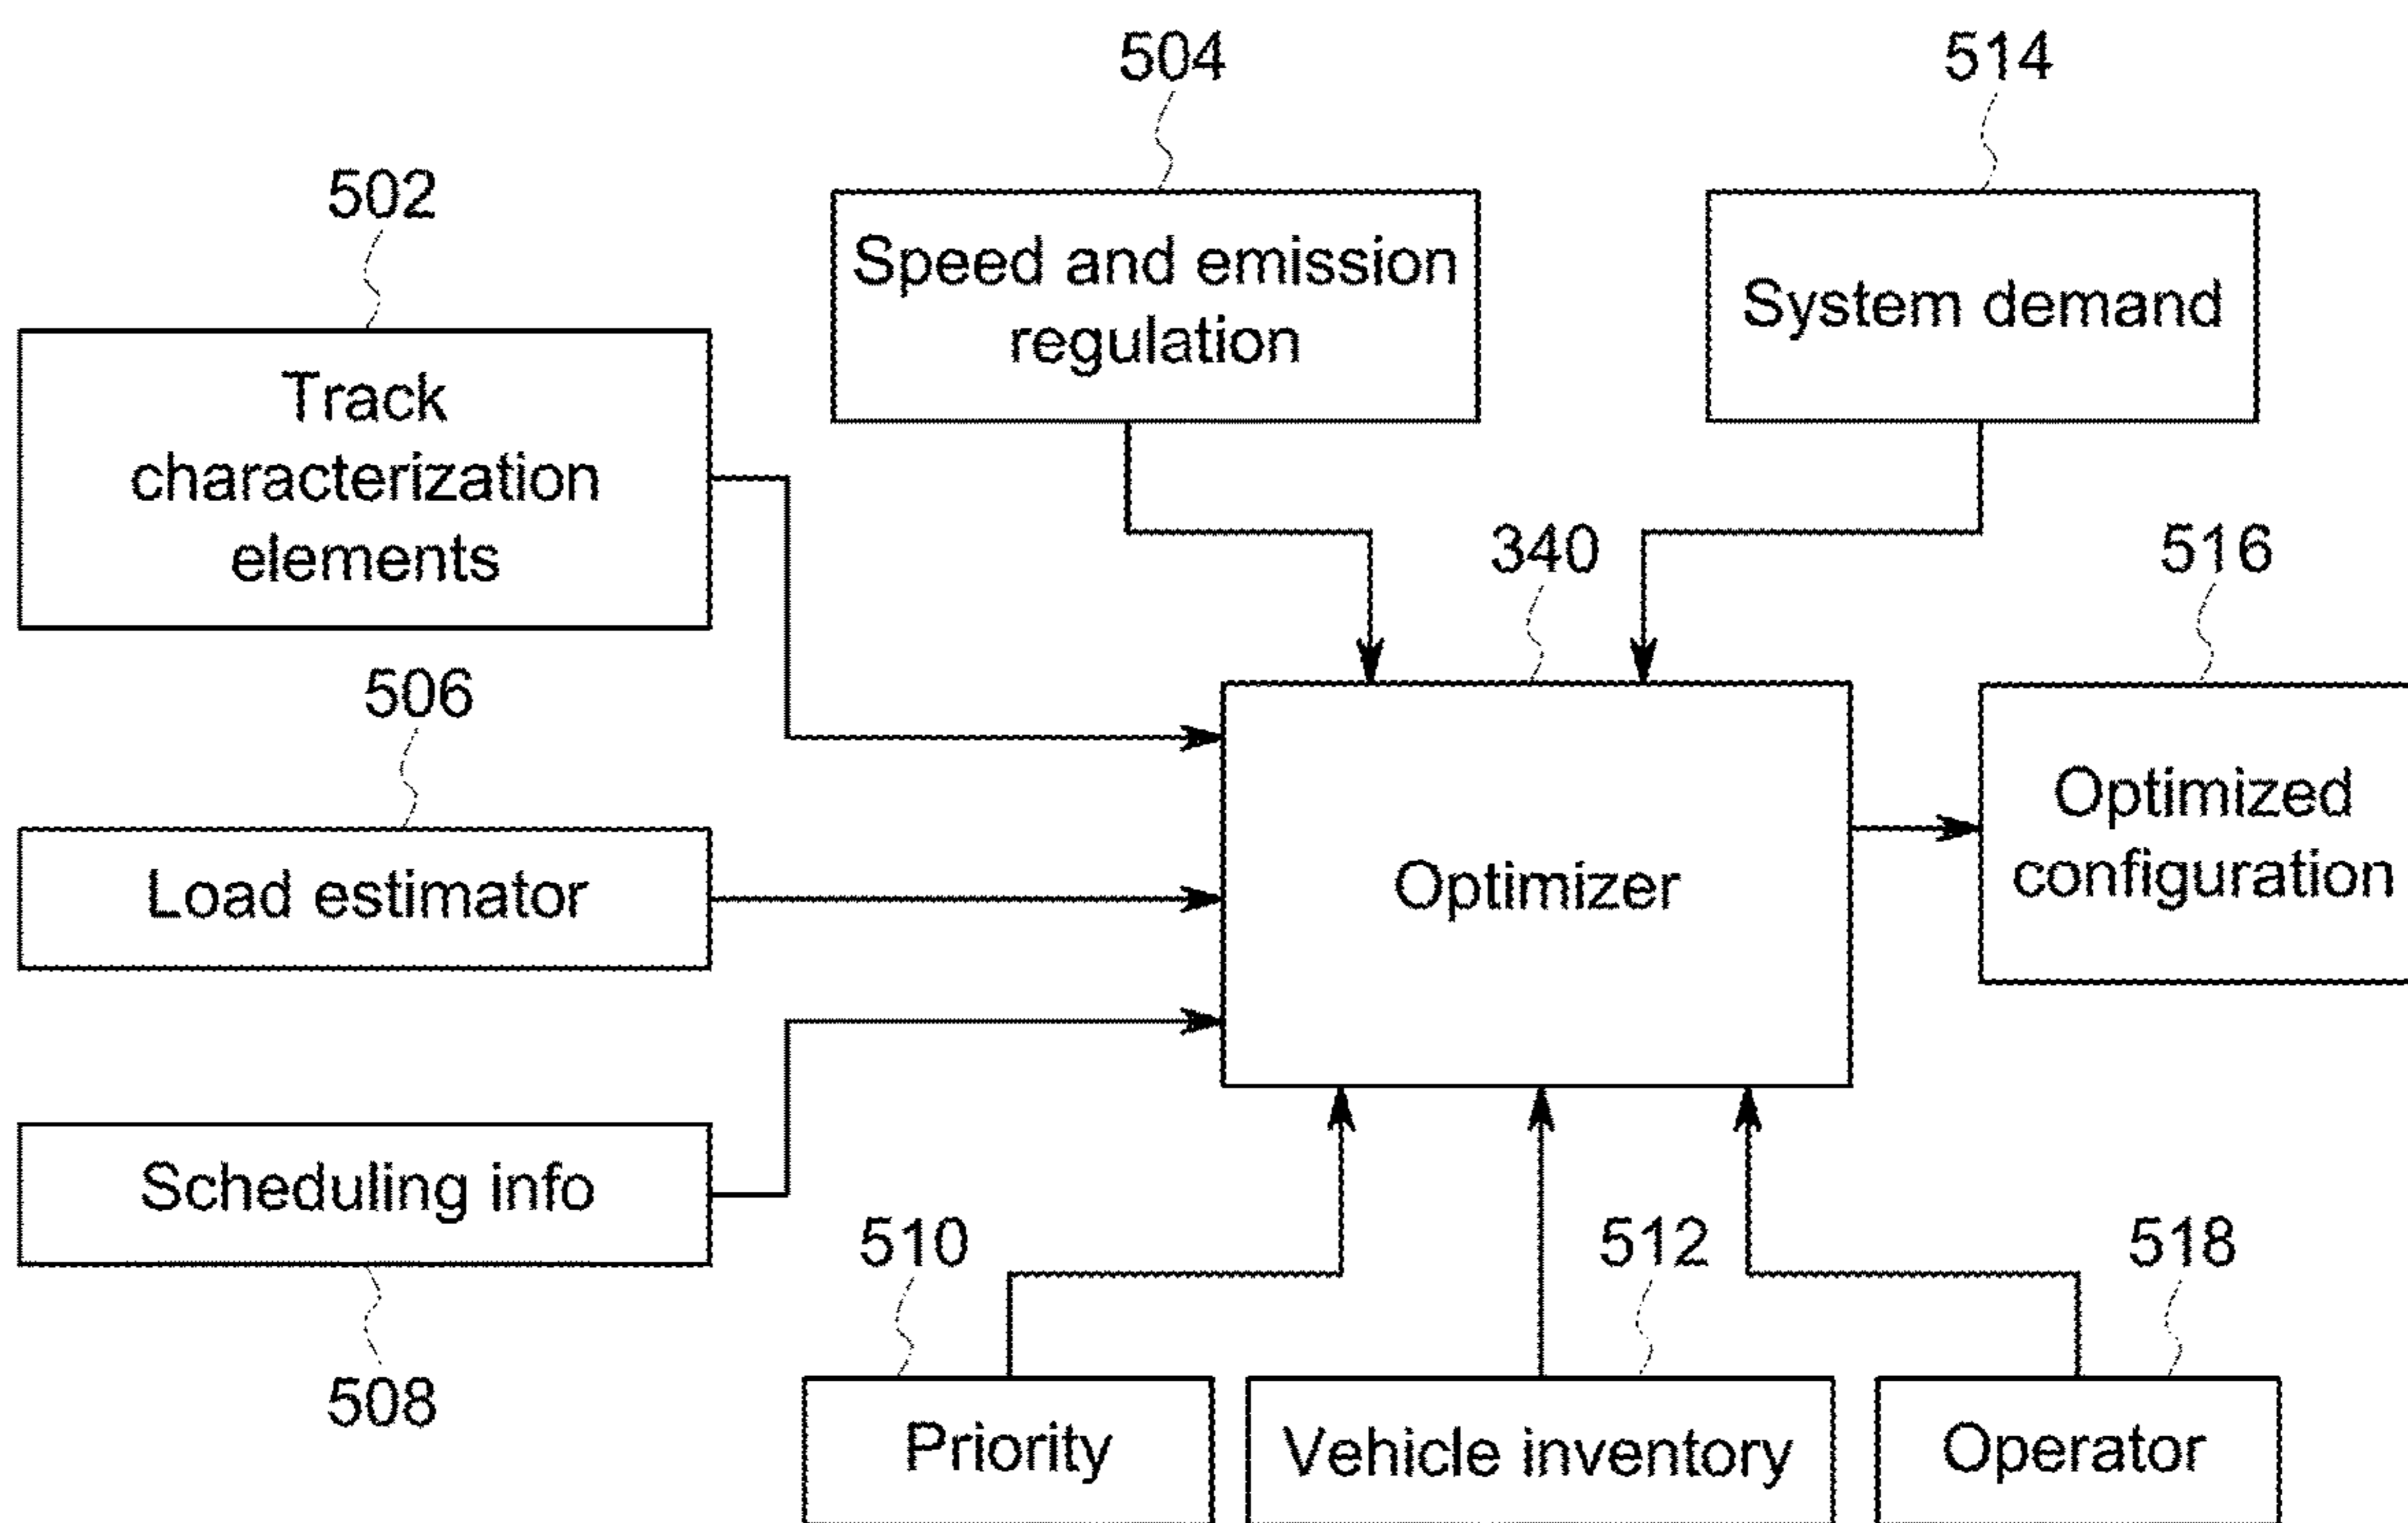 504
514
502
Speed and emission
regulation
System demand
Track
characterization
elements
340
516
506
Optimized
configuration
Load estimator
Optimizer
Scheduling info
510
512
518
508
Priority
Vehicle inventory
Operator